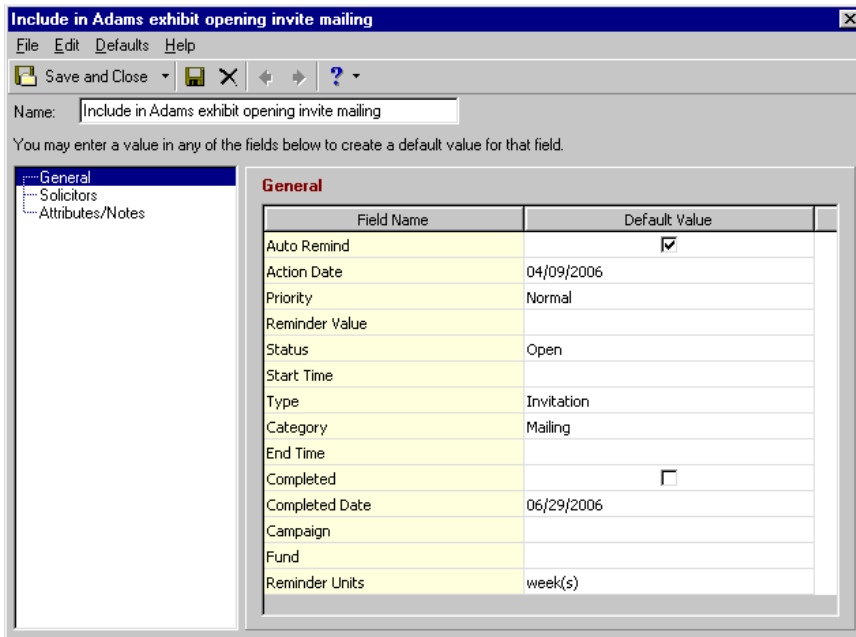 Include in Adams exhibit opening invite mailing
File Edit Defaults Help
Save and Close ?
Name: Include in Adams exhibit opening invite mailing
You may enter a value in any of the fields below to create a default value for that field.
General
Solicitors
Attributes/Notes
General
Field Name Default Value
Auto Remind
Action Date 04/09/2006
Priority Normal
Reminder Value
Status Open
Start Time
Type Invitation
Category Mailing
End Time
Completed
Completed Date 06/29/2006
Campaign
Fund
Reminder Units week(s)